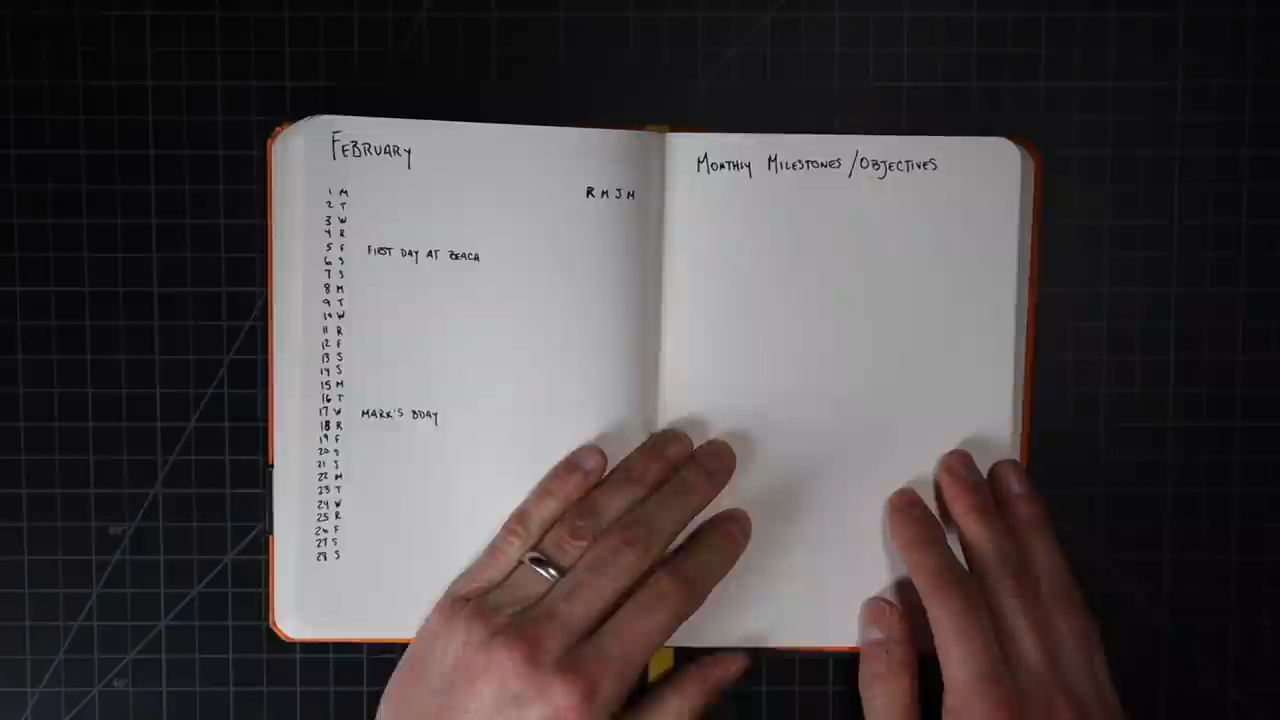 FEBRUARY
1 M
R M J M
2 T
3 W
4 R
5 F
FIRST DAY AT BEACH
6 S
7 S
8 M
9 T
10 W
11 R
12 F
13 S
14 S
15 M
16 T
17 W
MARK'S BDAY
18 R
19 F
20 S
21 S
22 M
23 T
24 W
25 R
26 F
27 S
28 S
MONTHLY MILESTONES/OBJECTIVES